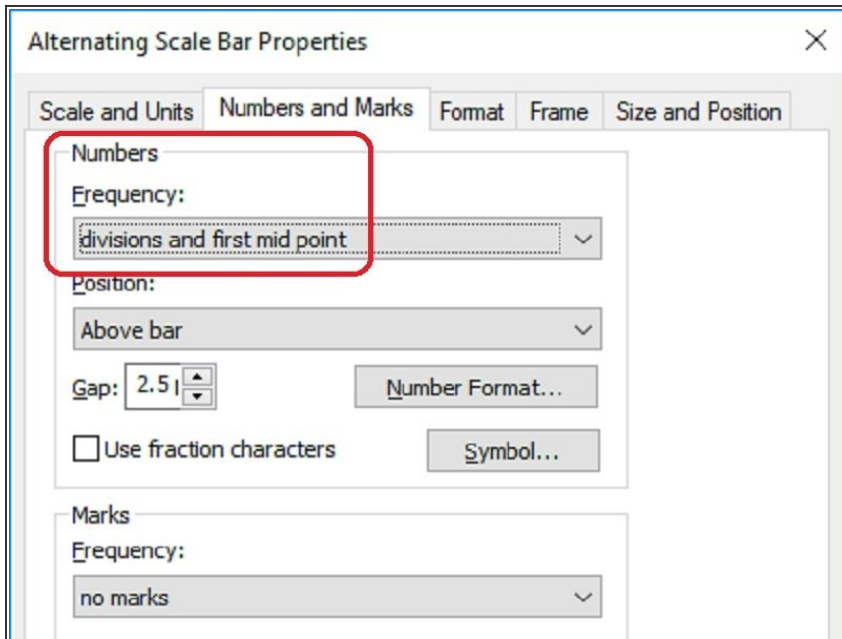 Alternating Scale Bar Properties
Scale and Units Numbers and Marks Format Frame Size and Position
Numbers
Frequency:
divisions and first mid point
Position:
Above bar
Gap: 2.5 Number Format...
Use fraction characters Symbol...
Marks
Frequency:
no marks